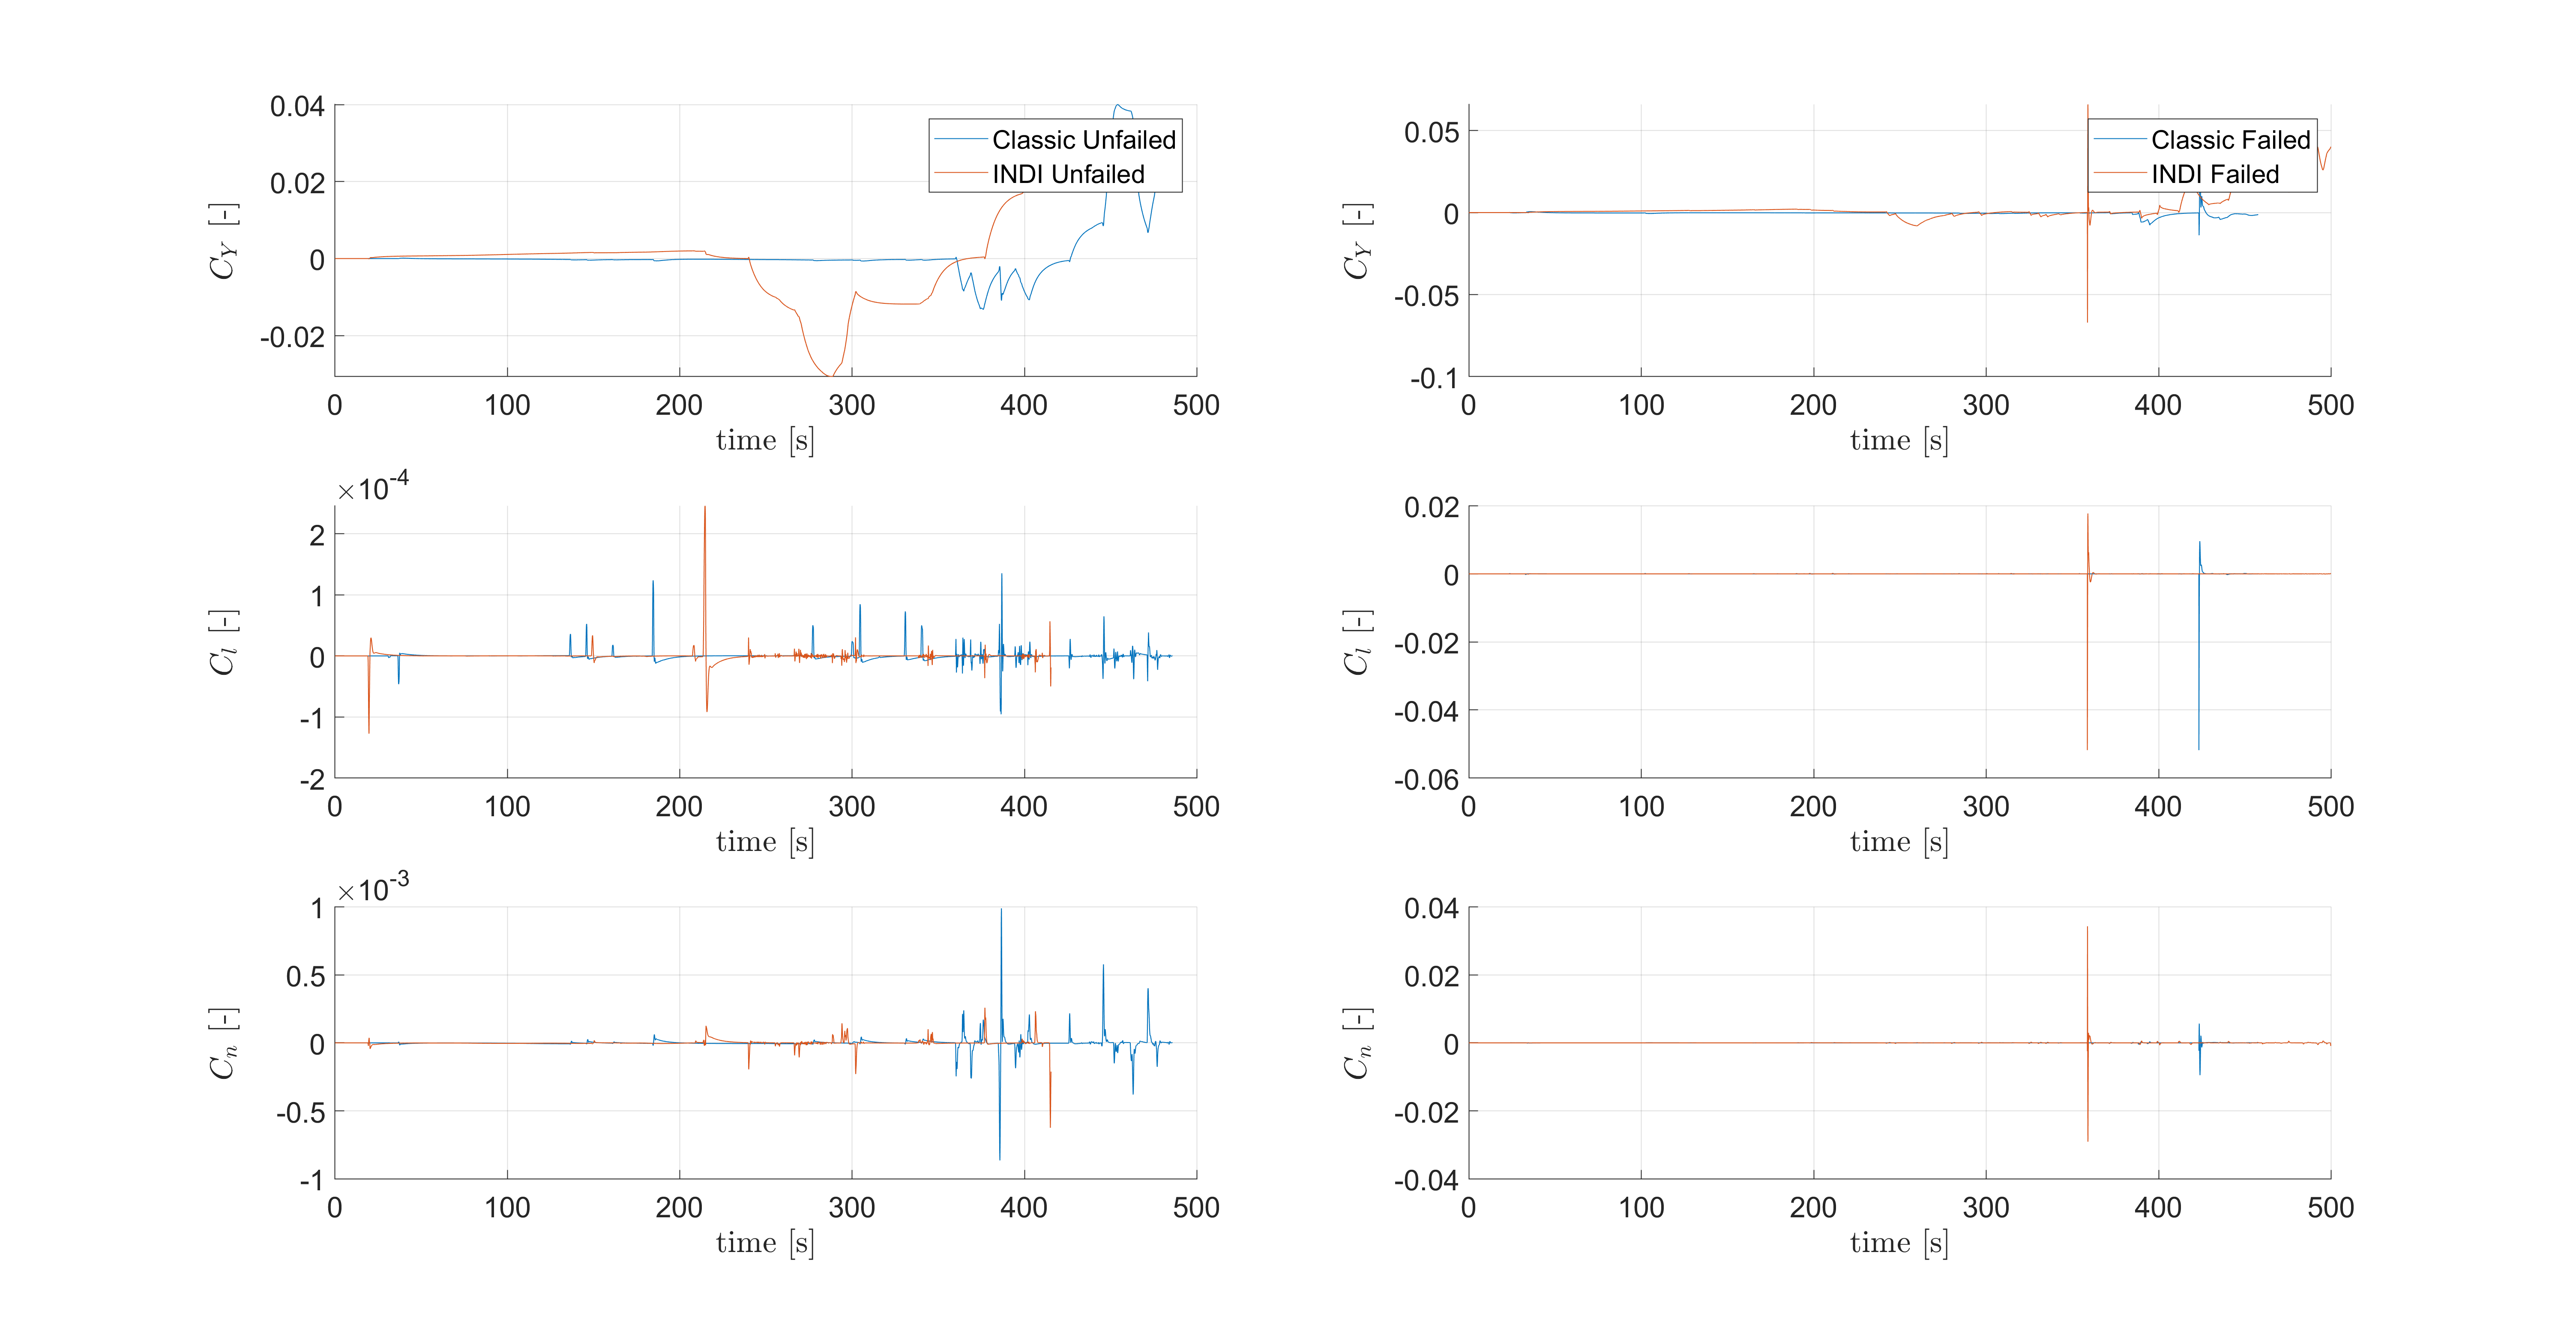 0.04
0.02
0
-0.02
C_Y [-]
0 100 200 300 400 500
time [s]
Classic Unfailed
INDI Unfailed
0.05
0
-0.05
-0.1
C_Y [-]
0 100 200 300 400 500
time [s]
Classic Failed
INDI Failed
×10^-4
2
1
0
-1
-2
C_l [-]
0 100 200 300 400 500
time [s]
0.02
0
-0.02
-0.04
-0.06
C_l [-]
0 100 200 300 400 500
time [s]
×10^-3
1
0.5
0
-0.5
-1
C_n [-]
0 100 200 300 400 500
time [s]
0.04
0.02
0
-0.02
-0.04
C_n [-]
0 100 200 300 400 500
time [s]